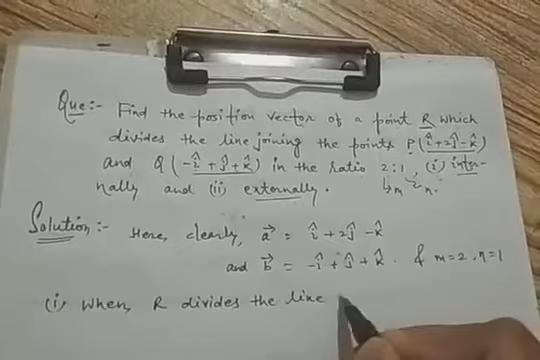 Que:- Find the position vector of a point R which
divides the line joining the points P(î+2ĵ-k̂)
and Q(-î+ĵ+k̂) in the ratio 2:1, (i) inter-
nally and (ii) externally. m n.
Solution:- Here, clearly, a⃗ = î+2ĵ-k̂
and b⃗ = -î+ĵ+k̂. & m=2, n=1
(i) When, R divides the line